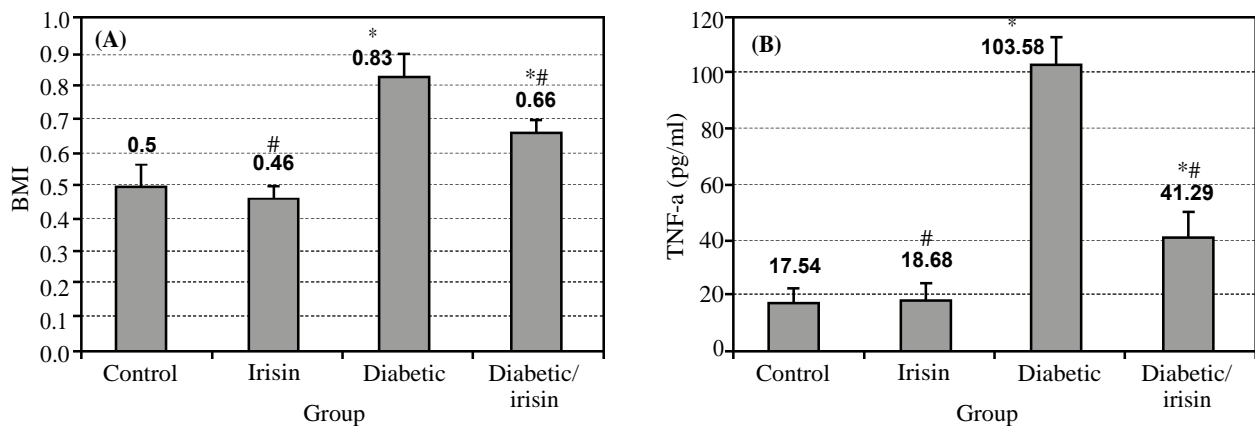 (A)
BMI
1.0
0.9
0.8
0.7
0.6
0.5
0.4
0.3
0.2
0.1
0.0
0.5
#
0.46
*
0.83
*#
0.66
Control
Irisin
Diabetic
Diabetic/
irisin
Group
(B)
TNF-a (pg/ml)
120
100
80
60
40
20
0
17.54
#
18.68
*
103.58
*#
41.29
Control
Irisin
Diabetic
Diabetic/
irisin
Group